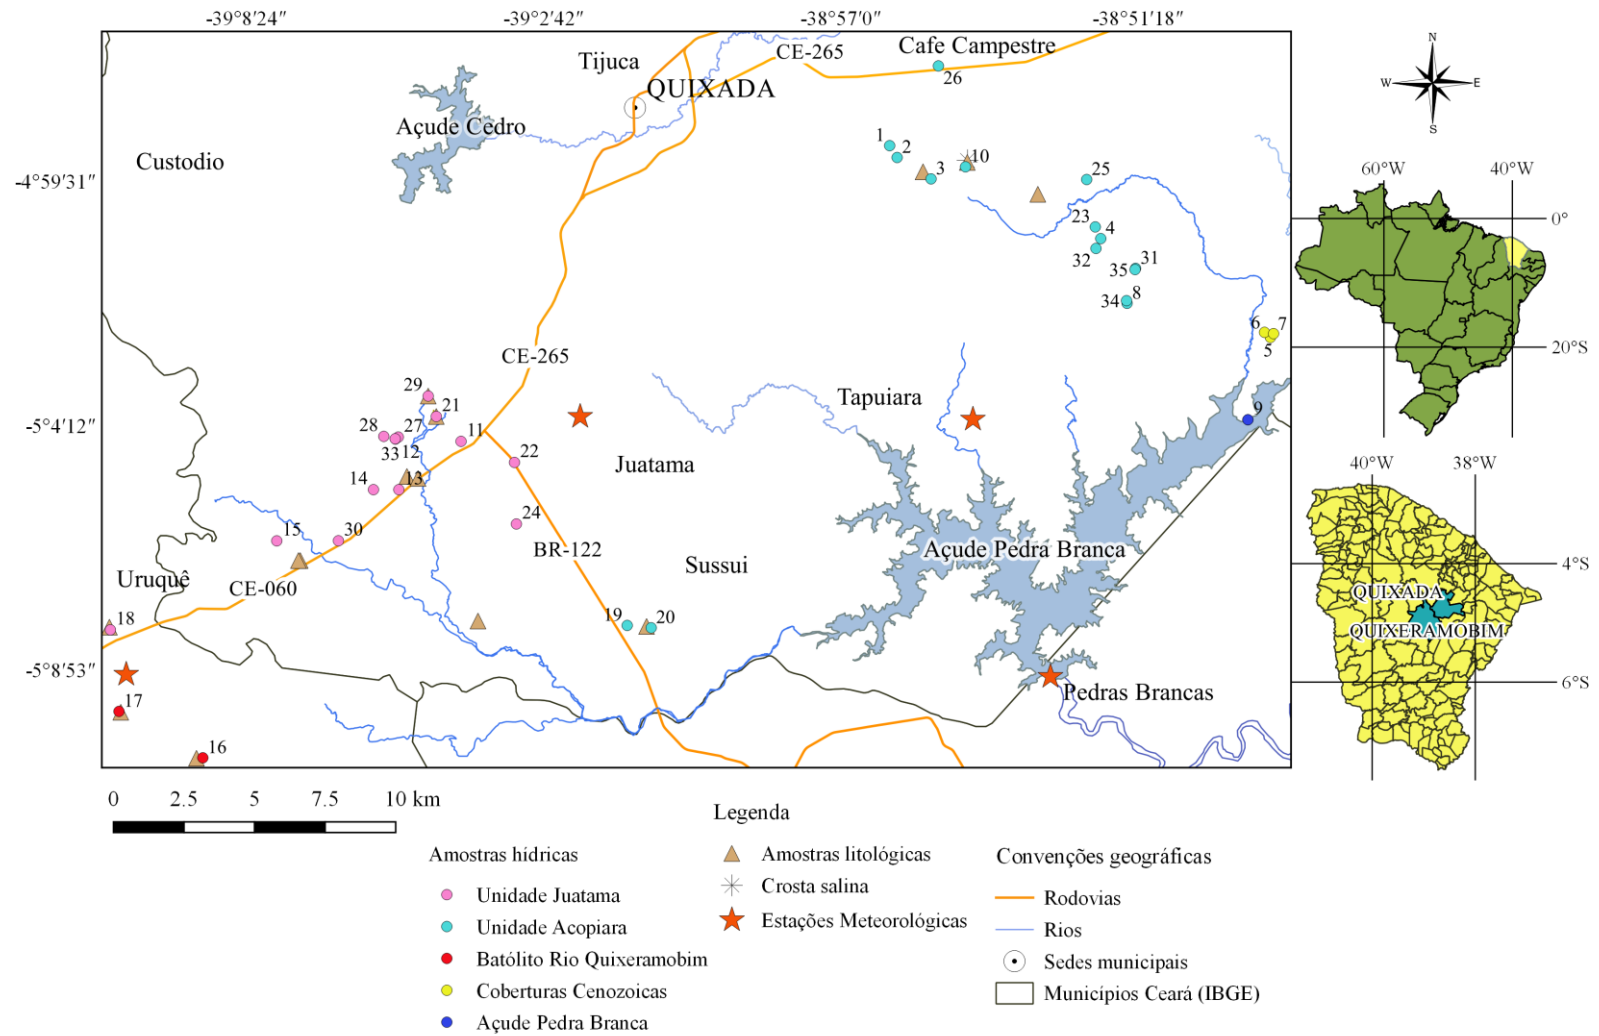 -39°8'24"
-39°2'42"
-38°57'0"
-38°51'18"
Tijuca
CE-265
Cafe Campestre
26
QUIXADA
Açude Cedro
Custodio
-4°59'31"
1
2
3
10
25
23
4
32
31
35
34
8
6
7
5
CE-265
29
21
28
27
33
12
11
22
14
13
-5°4'12"
Tapuiara
9
Juatama
24
15
30
BR-122
Açude Pedra Branca
Sussui
Uruquê
CE-060
18
19
20
-5°8'53"
17
Pedras Brancas
16
N
W
E
S
60°W
40°W
0°
20°S
40°W
38°W
4°S
QUIXADA
QUIXERAMOBIM
6°S
0 2.5 5 7.5 10 km
Legenda
Amostras hídricas
Unidade Juatama
Unidade Acopiara
Batólito Rio Quixeramobim
Coberturas Cenozoicas
Açude Pedra Branca
Amostras litológicas
Crosta salina
Estações Meteorológicas
Convenções geográficas
Rodovias
Rios
Sedes municipais
Municípios Ceará (IBGE)